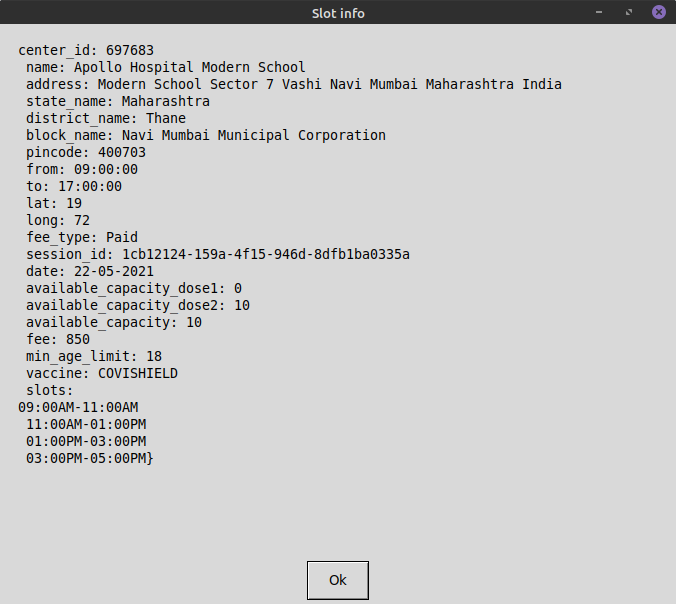 Slot info
center_id: 697683
name: Apollo Hospital Modern School
address: Modern School Sector 7 Vashi Navi Mumbai Maharashtra India
state_name: Maharashtra
district_name: Thane
block_name: Navi Mumbai Municipal Corporation
pincode: 400703
from: 09:00:00
to: 17:00:00
lat: 19
long: 72
fee_type: Paid
session_id: 1cb12124-159a-4f15-946d-8dfb1ba0335a
date: 22-05-2021
available_capacity_dose1: 0
available_capacity_dose2: 10
available_capacity: 10
fee: 850
min_age_limit: 18
vaccine: COVISHIELD
slots:
09:00AM-11:00AM
11:00AM-01:00PM
01:00PM-03:00PM
03:00PM-05:00PM}
Ok